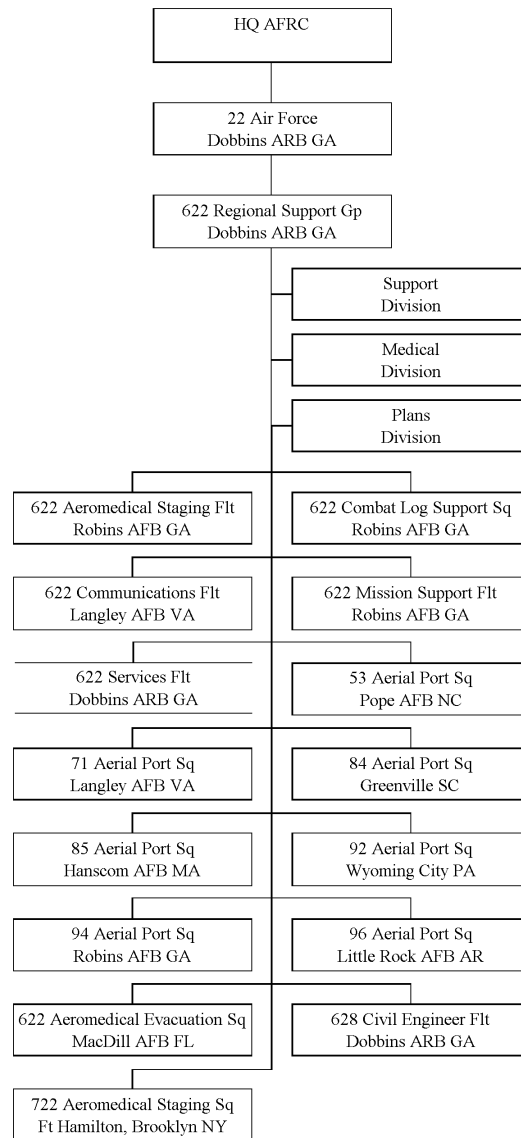 HQ AFRC
22 Air Force
Dobbins ARB GA
622 Regional Support Gp
Dobbins ARB GA
Support
Division
Medical
Division
Plans
Division
622 Aeromedical Staging Flt
Robins AFB GA
622 Combat Log Support Sq
Robins AFB GA
622 Communications Flt
Langley AFB VA
622 Mission Support Flt
Robins AFB GA
622 Services Flt
Dobbins ARB GA
53 Aerial Port Sq
Pope AFB NC
71 Aerial Port Sq
Langley AFB VA
84 Aerial Port Sq
Greenville SC
85 Aerial Port Sq
Hanscom AFB MA
92 Aerial Port Sq
Wyoming City PA
94 Aerial Port Sq
Robins AFB GA
96 Aerial Port Sq
Little Rock AFB AR
622 Aeromedical Evacuation Sq
MacDill AFB FL
628 Civil Engineer Flt
Dobbins ARB GA
722 Aeromedical Staging Sq
Ft Hamilton, Brooklyn NY